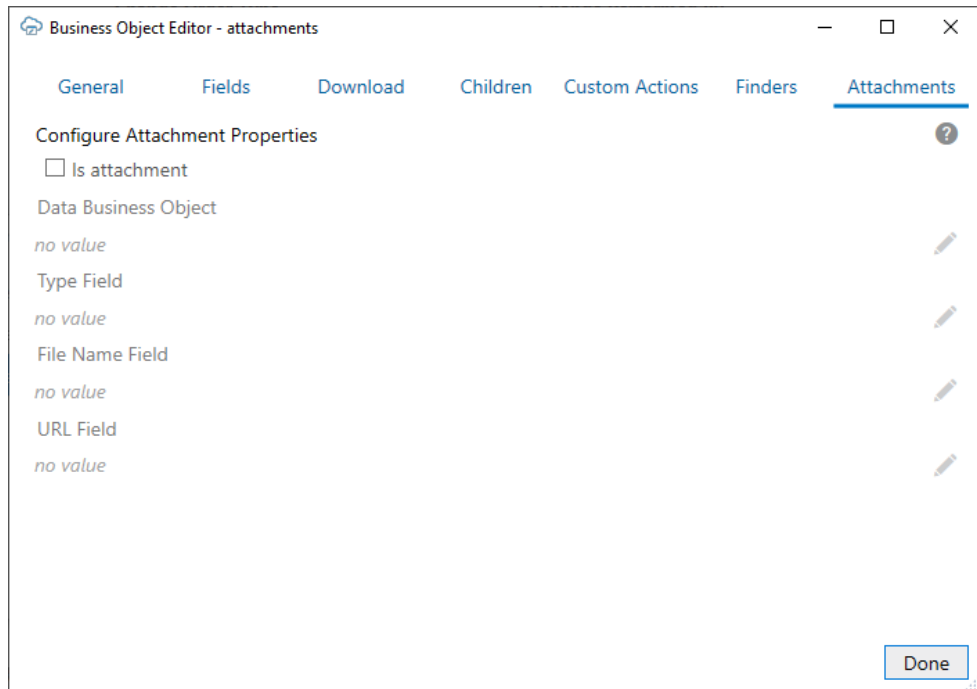 Business Object Editor - attachments
General Fields Download Children Custom Actions Finders Attachments
Configure Attachment Properties ?
Is attachment
Data Business Object
no value
Type Field
no value
File Name Field
no value
URL Field
no value
Done